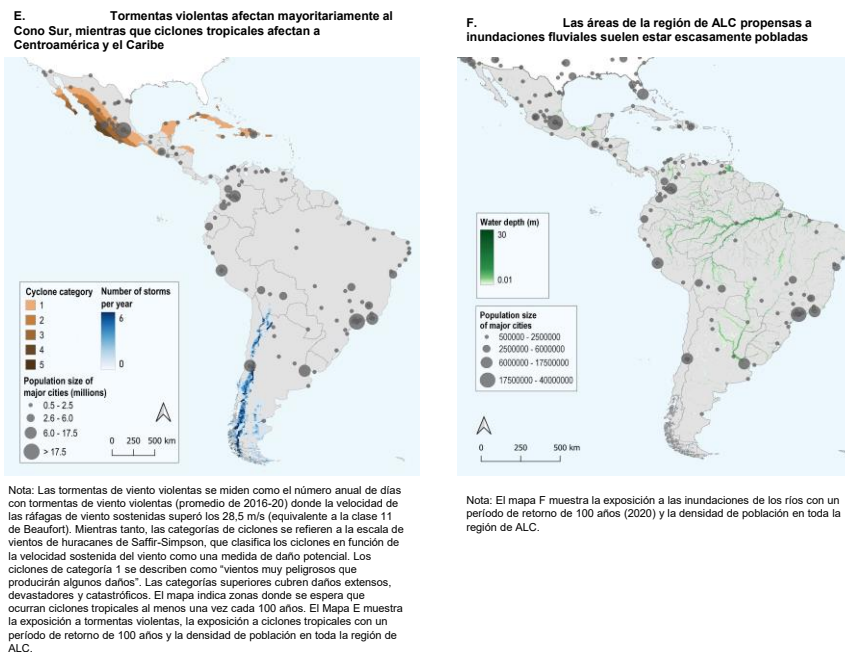 E. Tormentas violentas afectan mayoritariamente al
Cono Sur, mientras que ciclones tropicales afectan a
Centroamérica y el Caribe
Cyclone category
1
2
3
4
5
Number of storms
per year
6
0
Population size of
major cities (millions)
0.5 - 2.5
2.6 - 6.0
6.0 - 17.5
> 17.5
0 250 500 km
Nota: Las tormentas de viento violentas se miden como el número anual de días
con tormentas de viento violentas (promedio de 2016-20) donde la velocidad de
las ráfagas de viento sostenidas superó los 28,5 m/s (equivalente a la clase 11
de Beaufort). Mientras tanto, las categorías de ciclones se refieren a la escala de
vientos de huracanes de Saffir-Simpson, que clasifica los ciclones en función de
la velocidad sostenida del viento como una medida de daño potencial. Los
ciclones de categoría 1 se describen como “vientos muy peligrosos que
producirán algunos daños”. Las categorías superiores cubren daños extensos,
devastadores y catastróficos. El mapa indica zonas donde se espera que
ocurran ciclones tropicales al menos una vez cada 100 años. El Mapa E muestra
la exposición a tormentas violentas, la exposición a ciclones tropicales con un
período de retorno de 100 años y la densidad de población en toda la región de
ALC.
F. Las áreas de la región de ALC propensas a
inundaciones fluviales suelen estar escasamente pobladas
Water depth (m)
30
0.01
Population size
of major cities
500000 - 2500000
2500000 - 6000000
6000000 - 17500000
17500000 - 40000000
0 250 500 km
Nota: El mapa F muestra la exposición a las inundaciones de los ríos con un
período de retorno de 100 años (2020) y la densidad de población en toda la
región de ALC.